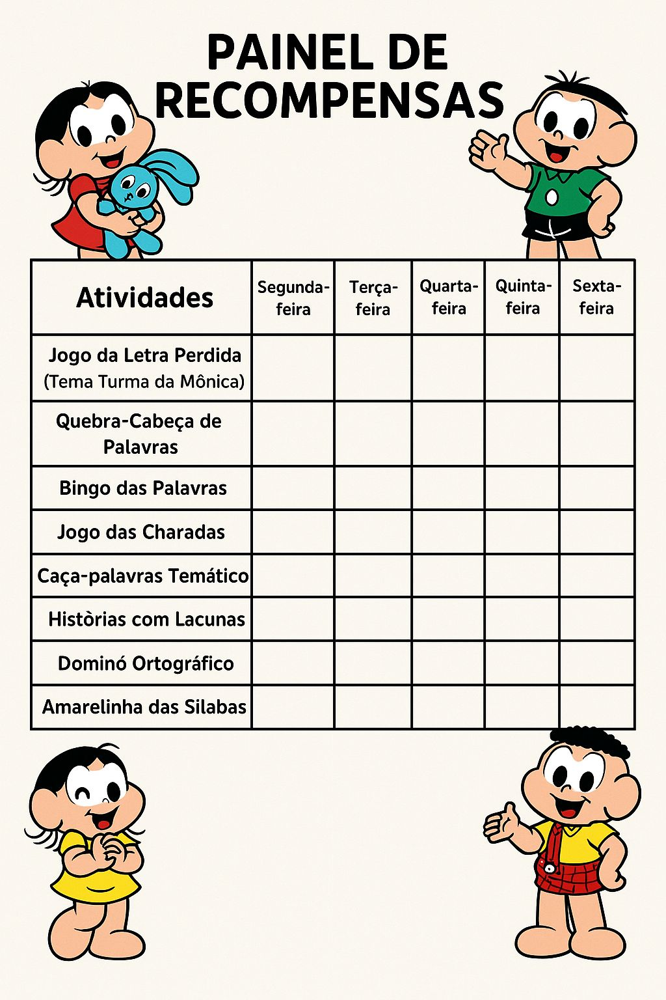 PAINEL DE
RECOMPENSAS
Atividades
Segunda-
feira
Terça-
feira
Quarta-
feira
Quinta-
feira
Sexta-
feira
Jogo da Letra Perdida
(Tema Turma da Mônica)
Quebra-Cabeça de
Palavras
Bingo das Palavras
Jogo das Charadas
Caça-palavras Temático
Històrias com Lacunas
Dominó Ortográfico
Amarelinha das Silabas